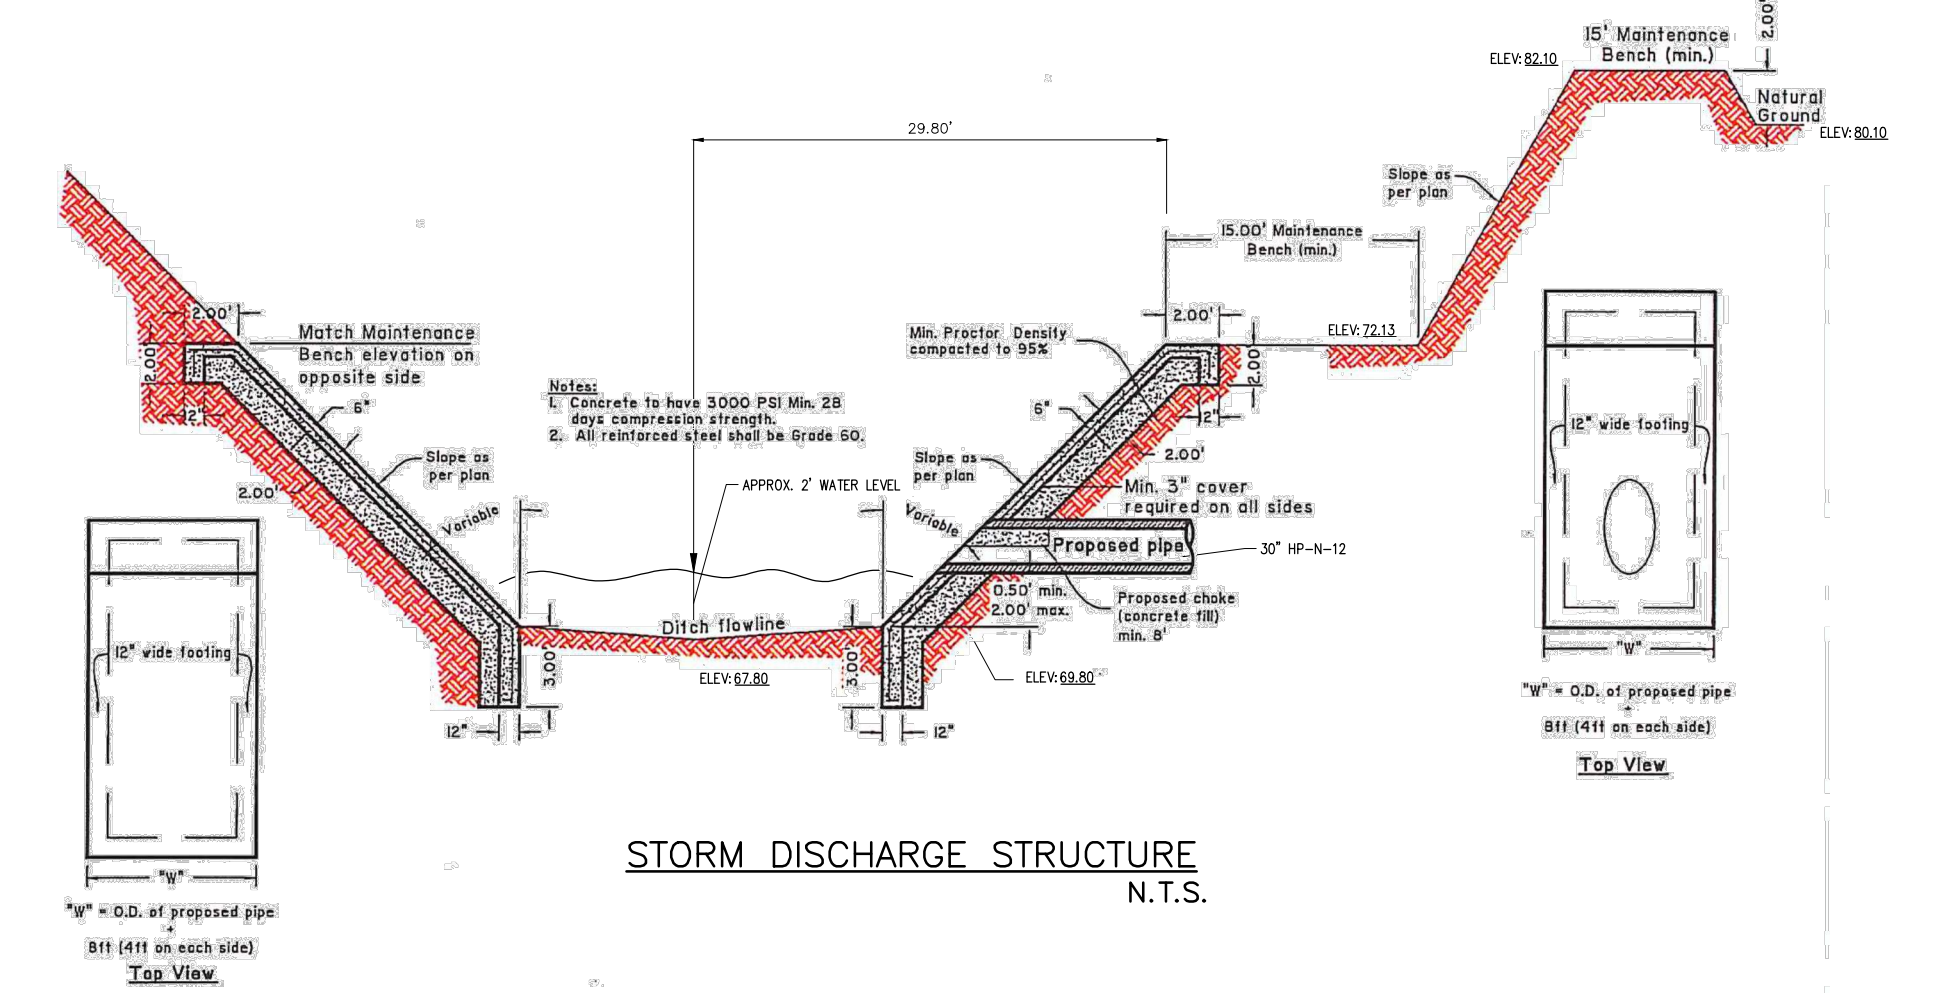 2.00'
15' Maintenance
Bench (min.)
ELEV: 82.10
Natural
Ground
ELEV: 80.10
29.80'
Slope as
per plan
15.00' Maintenance
Bench (min.)
2.00'
Match Maintenance
Bench elevation on
opposite side
2.00'
12"
6"
Slope as
per plan
2.00'
Variable
Notes:
1. Concrete to have 3000 PSI Min. 28
days compression strength.
2. All reinforced steel shall be Grade 60.
APPROX. 2' WATER LEVEL
Min. Proctor Density
compacted to 95%
2.00'
ELEV: 72.13
2.00'
6"
12"
2.00'
Slope as
per plan
Min. 3" cover
required on all sides
Variable
Proposed pipe
30" HP-N-12
0.50' min.
2.00' max.
Proposed choke
(concrete fill)
min. 8'
Ditch flowline
3.00'
ELEV: 67.80
3.00'
ELEV: 69.80
12"
12"
12" wide footing
"W"
"W" = O.D. of proposed pipe
+
8ft (4ft on each side)
Top View
12" wide footing
"W"
"W" = O.D. of proposed pipe
+
8ft (4ft on each side)
Top View
STORM DISCHARGE STRUCTURE
N.T.S.